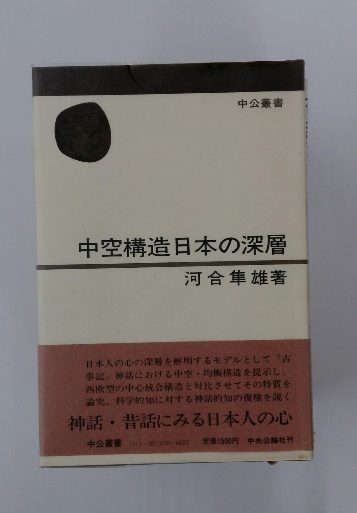 中公叢書
中空構造日本の深層
河合隼雄著
日本人の心の深層を解明するモデルとして『古
事記』神話における中空・均衡構造を提示し、
西欧型の中心統合構造と対比させてその特質を
論究。科学的知に対する神話的知の復権を説く
神話・昔話にみる日本人の心
中公叢書 定価1500円 中央公論社刊